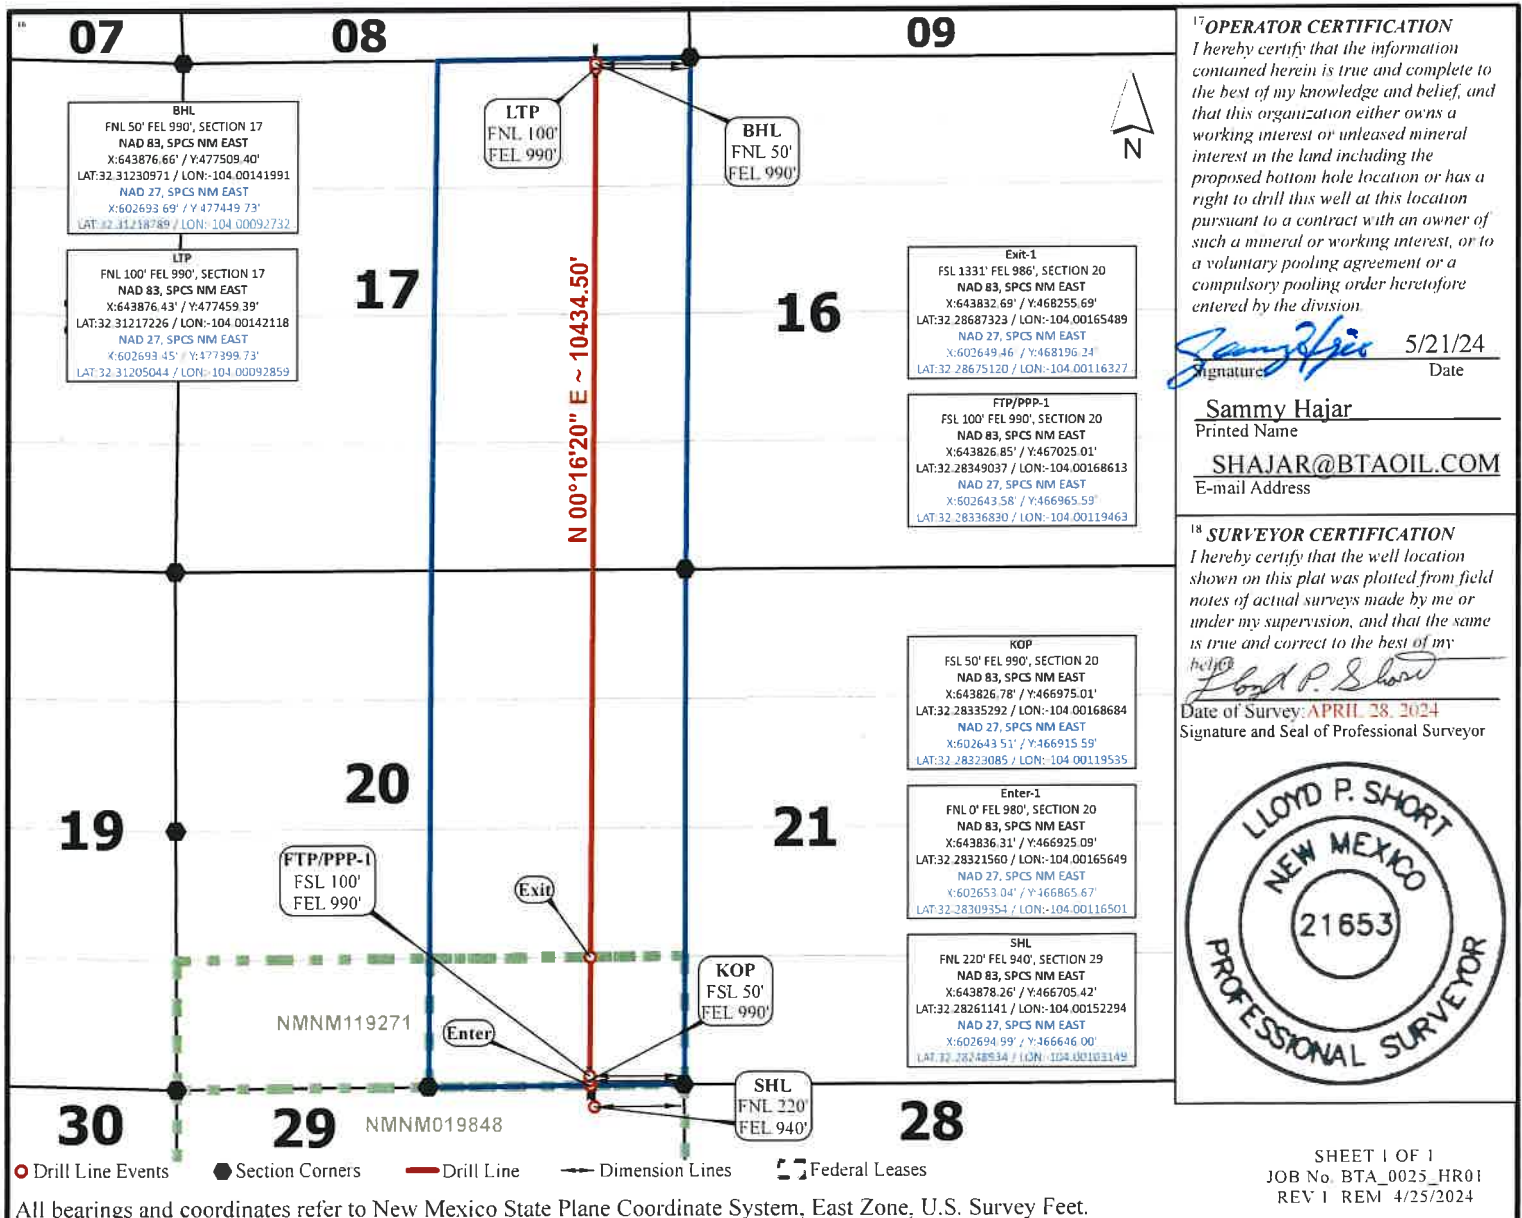 16
07
08
09
BHL
FNL 50' FEL 990', SECTION 17
NAD 83, SPCS NM EAST
X:643876.66' / Y:477509.40'
LAT:32.31230971 / LON:-104.00141991
NAD 27, SPCS NM EAST
X:602693.69' / Y:477449.73'
LAT:32.31218789 / LON:-104.00092732
LTP
FNL 100' FEL 990', SECTION 17
NAD 83, SPCS NM EAST
X:643876.43' / Y:477459.39'
LAT:32.31217226 / LON:-104.00142118
NAD 27, SPCS NM EAST
X:602693.45' / Y:477399.73'
LAT:32.31205044 / LON:-104.00092859
LTP
FNL 100'
FEL 990'
BHL
FNL 50'
FEL 990'
N
17
N 00°16'20" E ~ 10434.50'
16
Exit-1
FSL 1331' FEL 986', SECTION 20
NAD 83, SPCS NM EAST
X:643832.69' / Y:468255.69'
LAT:32.28687323 / LON:-104.00165489
NAD 27, SPCS NM EAST
X:602649.46' / Y:468196.24'
LAT:32.28675120 / LON:-104.00116327
FTP/PPP-1
FSL 100' FEL 990', SECTION 20
NAD 83, SPCS NM EAST
X:643826.85' / Y:467025.01'
LAT:32.28349037 / LON:-104.00168613
NAD 27, SPCS NM EAST
X:602643.58' / Y:466965.59'
LAT:32.28336830 / LON:-104.00119463
KOP
FSL 50' FEL 990', SECTION 20
NAD 83, SPCS NM EAST
X:643826.78' / Y:466975.01'
LAT:32.28335292 / LON:-104.00168684
NAD 27, SPCS NM EAST
X:602643.51' / Y:466915.59'
LAT:32.28323085 / LON:-104.00119535
Enter-1
FNL 0' FEL 980', SECTION 20
NAD 83, SPCS NM EAST
X:643836.31' / Y:466925.09'
LAT:32.28321560 / LON:-104.00165649
NAD 27, SPCS NM EAST
X:602653.04' / Y:466865.67'
LAT:32.28309354 / LON:-104.00116501
SHL
FNL 220' FEL 940', SECTION 29
NAD 83, SPCS NM EAST
X:643878.26' / Y:466705.42'
LAT:32.28261141 / LON:-104.00152294
NAD 27, SPCS NM EAST
X:602694.99' / Y:466646.00'
LAT:32.28248934 / LON:-104.00103149
20
19
21
FTP/PPP-1
FSL 100'
FEL 990'
Exit
KOP
FSL 50'
FEL 990'
NMNM119271
Enter
SHL
FNL 220'
FEL 940'
30
29
NMNM019848
28
Drill Line Events
Section Corners
Drill Line
Dimension Lines
Federal Leases
All bearings and coordinates refer to New Mexico State Plane Coordinate System, East Zone, U.S. Survey Feet.
17 OPERATOR CERTIFICATION
I hereby certify that the information
contained herein is true and complete to
the best of my knowledge and belief, and
that this organization either owns a
working interest or unleased mineral
interest in the land including the
proposed bottom hole location or has a
right to drill this well at this location
pursuant to a contract with an owner of
such a mineral or working interest, or to
a voluntary pooling agreement or a
compulsory pooling order heretofore
entered by the division.
5/21/24
Signature Date
Sammy Hajar
Printed Name
SHAJAR@BTAOIL.COM
E-mail Address
18 SURVEYOR CERTIFICATION
I hereby certify that the well location
shown on this plat was plotted from field
notes of actual surveys made by me or
under my supervision, and that the same
is true and correct to the best of my
belief
Lloyd P. Short
Date of Survey: APRIL 28, 2024
Signature and Seal of Professional Surveyor
LLOYD P. SHORT
NEW MEXICO
21653
PROFESSIONAL SURVEYOR
SHEET 1 OF 1
JOB No. BTA_0025_HR01
REV 1 REM 4/25/2024